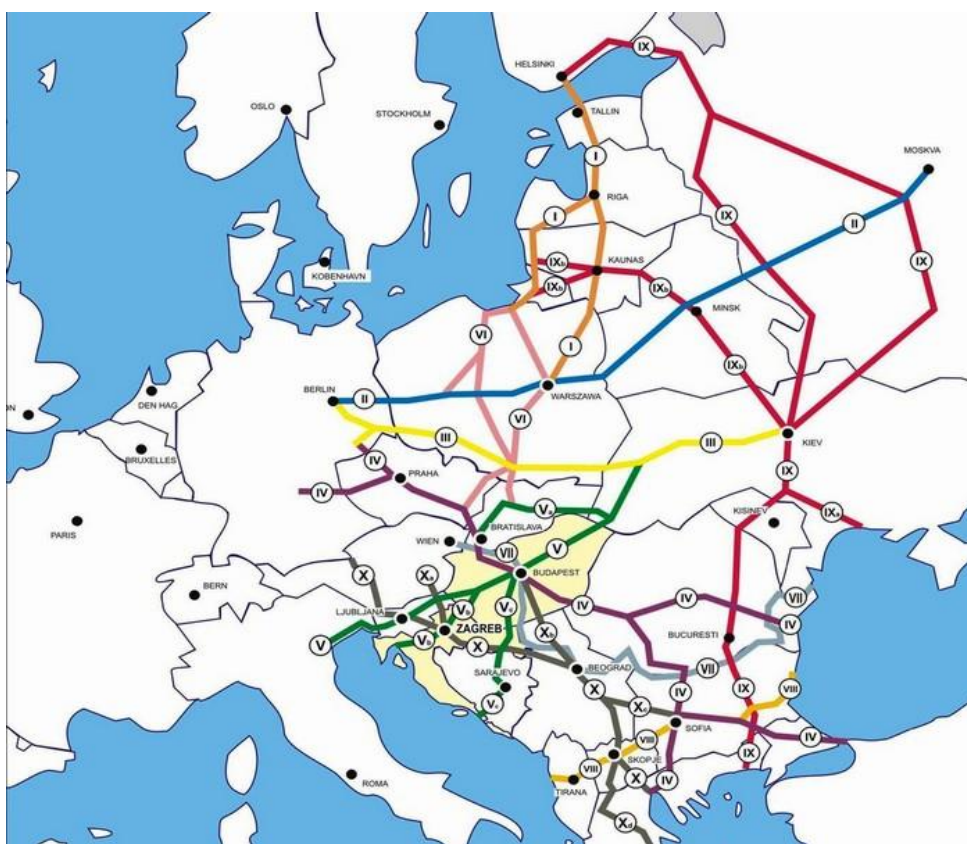 IX
HELSINKI
OSLO
TALLIN
STOCKHOLM
MOSKVA
I
RIGA
I
IX
II
IX
KAUNAS
IXb
IXb
IXb
KOBENHAVN
MINSK
VI
I
IXb
DEN HAG
BERLIN
II
WARSZAWA
ON
VI
KIEV
III
III
BRUXELLES
IV
IX
PRAHA
IV
Va
KISINEV
IXa
PARIS
BRATISLAVA
WIEN
VII
V
X
Xa
BUDAPEST
BERN
VII
IV
IV
LJUBLJANA
Vb
Vc
ZAGREB
Xb
IV
V
Vb
X
BUCURESTI
SARAJEVO
BEOGRAD
VII
X
IV
IX
VIII
Vc
Xc
SOFIA
IV
VIII
SKOPJE
IX
ROMA
VIII
X
IV
TIRANA
Xd